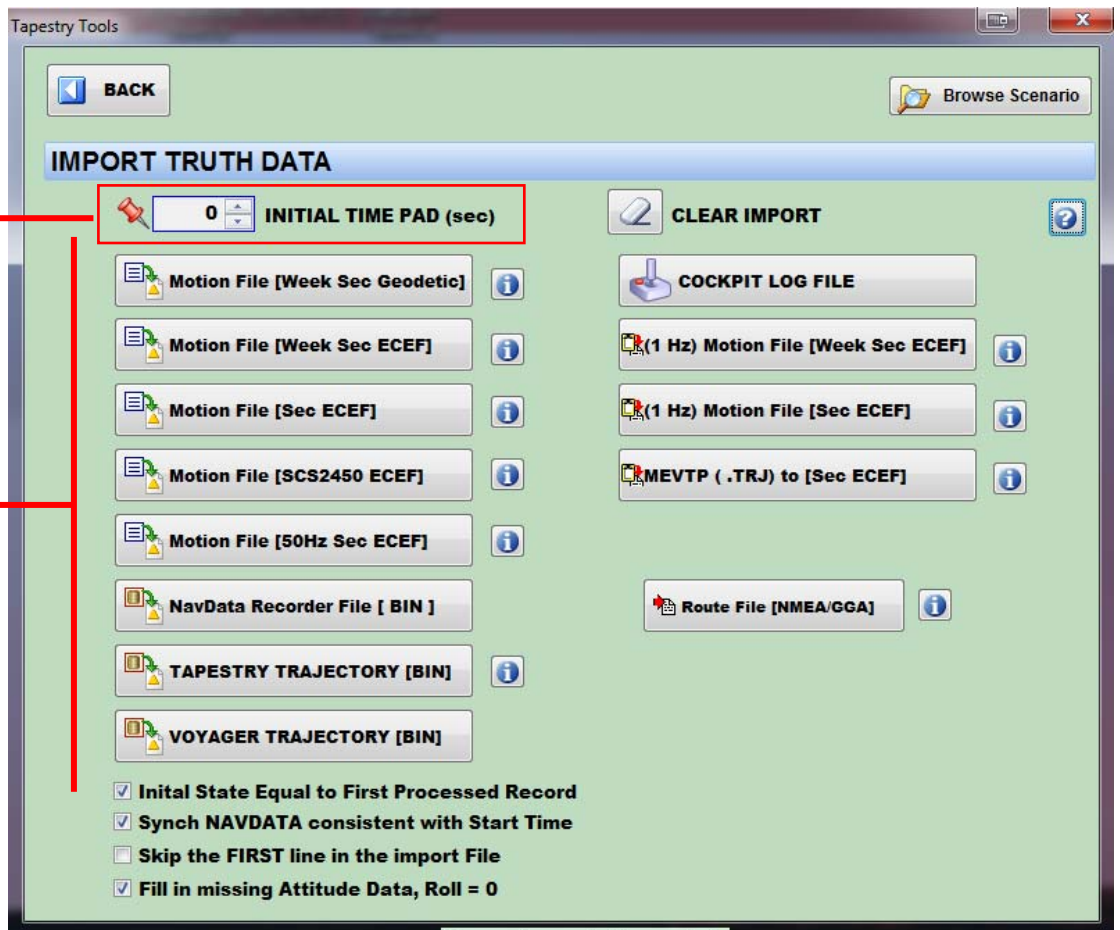 Tapestry Tools
BACK
Browse Scenario
IMPORT TRUTH DATA
0 INITIAL TIME PAD (sec)
CLEAR IMPORT
Motion File [Week Sec Geodetic]
COCKPIT LOG FILE
Motion File [Week Sec ECEF]
(1 Hz) Motion File [Week Sec ECEF]
Motion File [Sec ECEF]
(1 Hz) Motion File [Sec ECEF]
Motion File [SCS2450 ECEF]
MEVTP ( .TRJ) to [Sec ECEF]
Motion File [50Hz Sec ECEF]
NavData Recorder File [ BIN ]
Route File [NMEA/GGA]
TAPESTRY TRAJECTORY [BIN]
VOYAGER TRAJECTORY [BIN]
Inital State Equal to First Processed Record
Synch NAVDATA consistent with Start Time
Skip the FIRST line in the import File
Fill in missing Attitude Data, Roll = 0